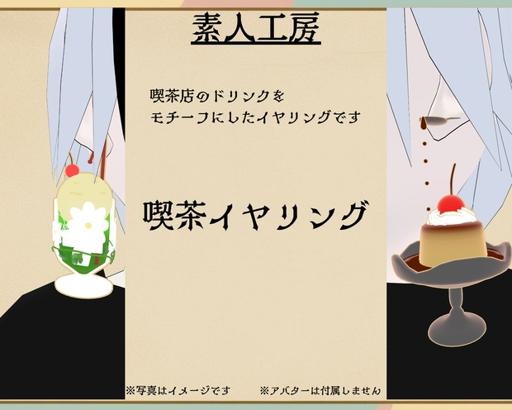 素人工房
喫茶店のドリンクを
モチーフにしたイヤリングです
喫茶イヤリング
※写真はイメージです
※アバターは付属しません